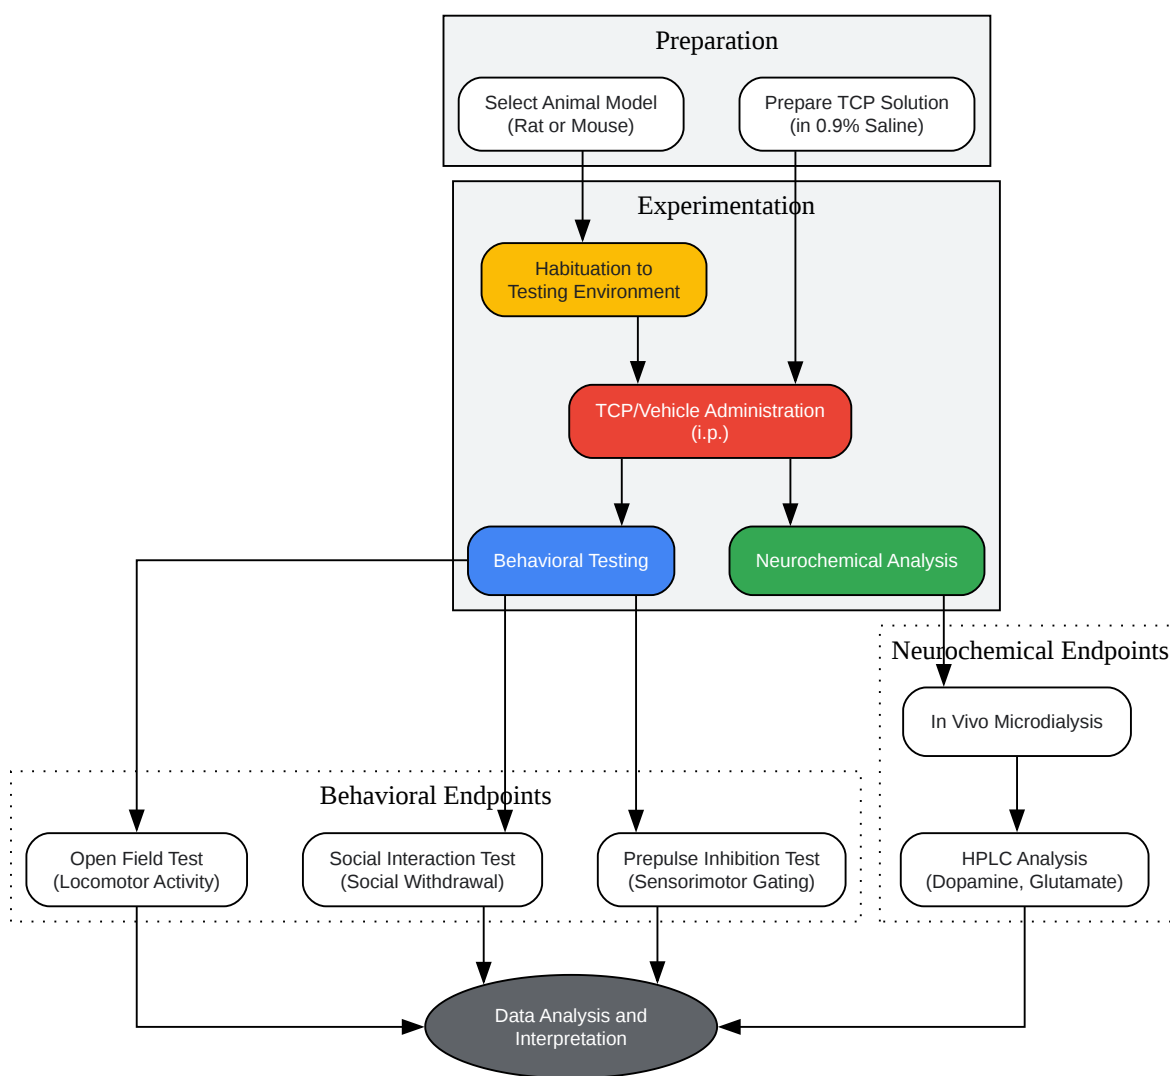 Preparation
Select Animal Model
(Rat or Mouse)
Prepare TCP Solution
(in 0.9% Saline)
Experimentation
Habituation to
Testing Environment
TCP/Vehicle Administration
(i.p.)
Behavioral Testing
Neurochemical Analysis
Neurochemical Endpoints
In Vivo Microdialysis
Behavioral Endpoints
Open Field Test
(Locomotor Activity)
Social Interaction Test
(Social Withdrawal)
Prepulse Inhibition Test
(Sensorimotor Gating)
HPLC Analysis
(Dopamine, Glutamate)
Data Analysis and
Interpretation